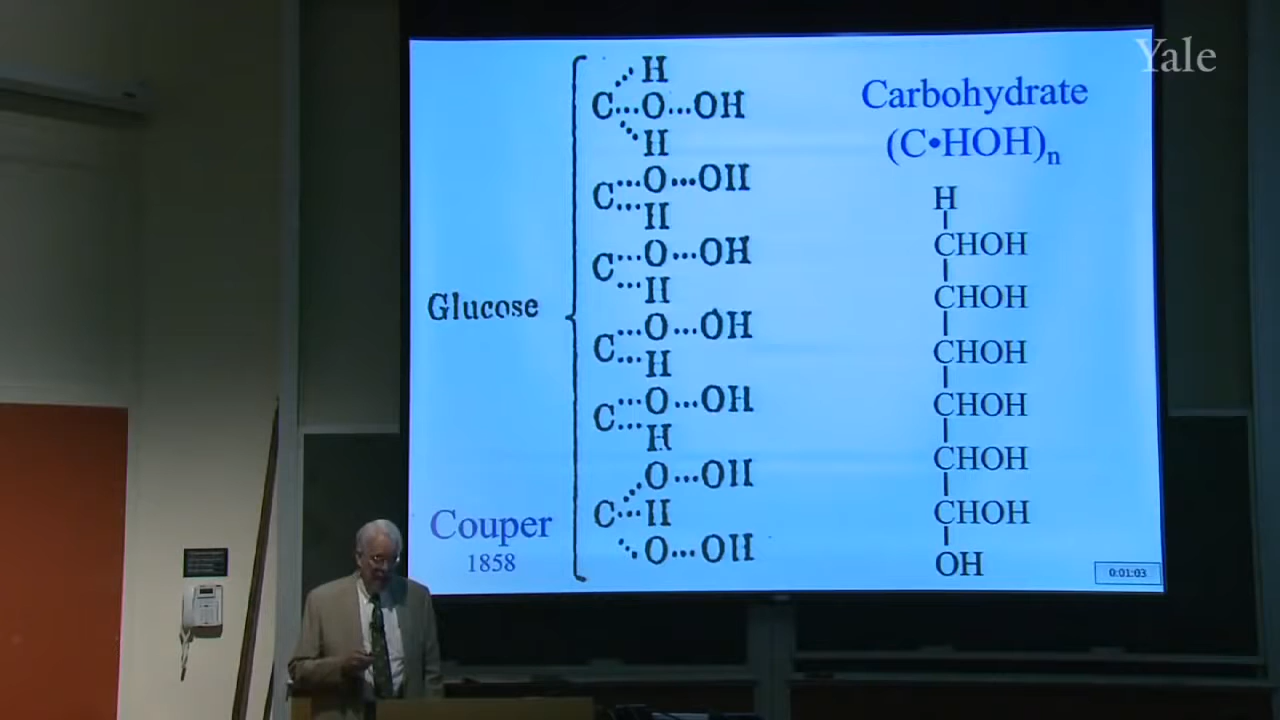 Yale
H
C...O...OH
H
C...O...OH
H
C...O...OH
H
C...O...OH
H
C...O...OH
H
O...OH
C...H
O...OH
Glucose
Couper
1858
Carbohydrate
(C•HOH)n
H
CHOH
CHOH
CHOH
CHOH
CHOH
CHOH
OH
0:01:03